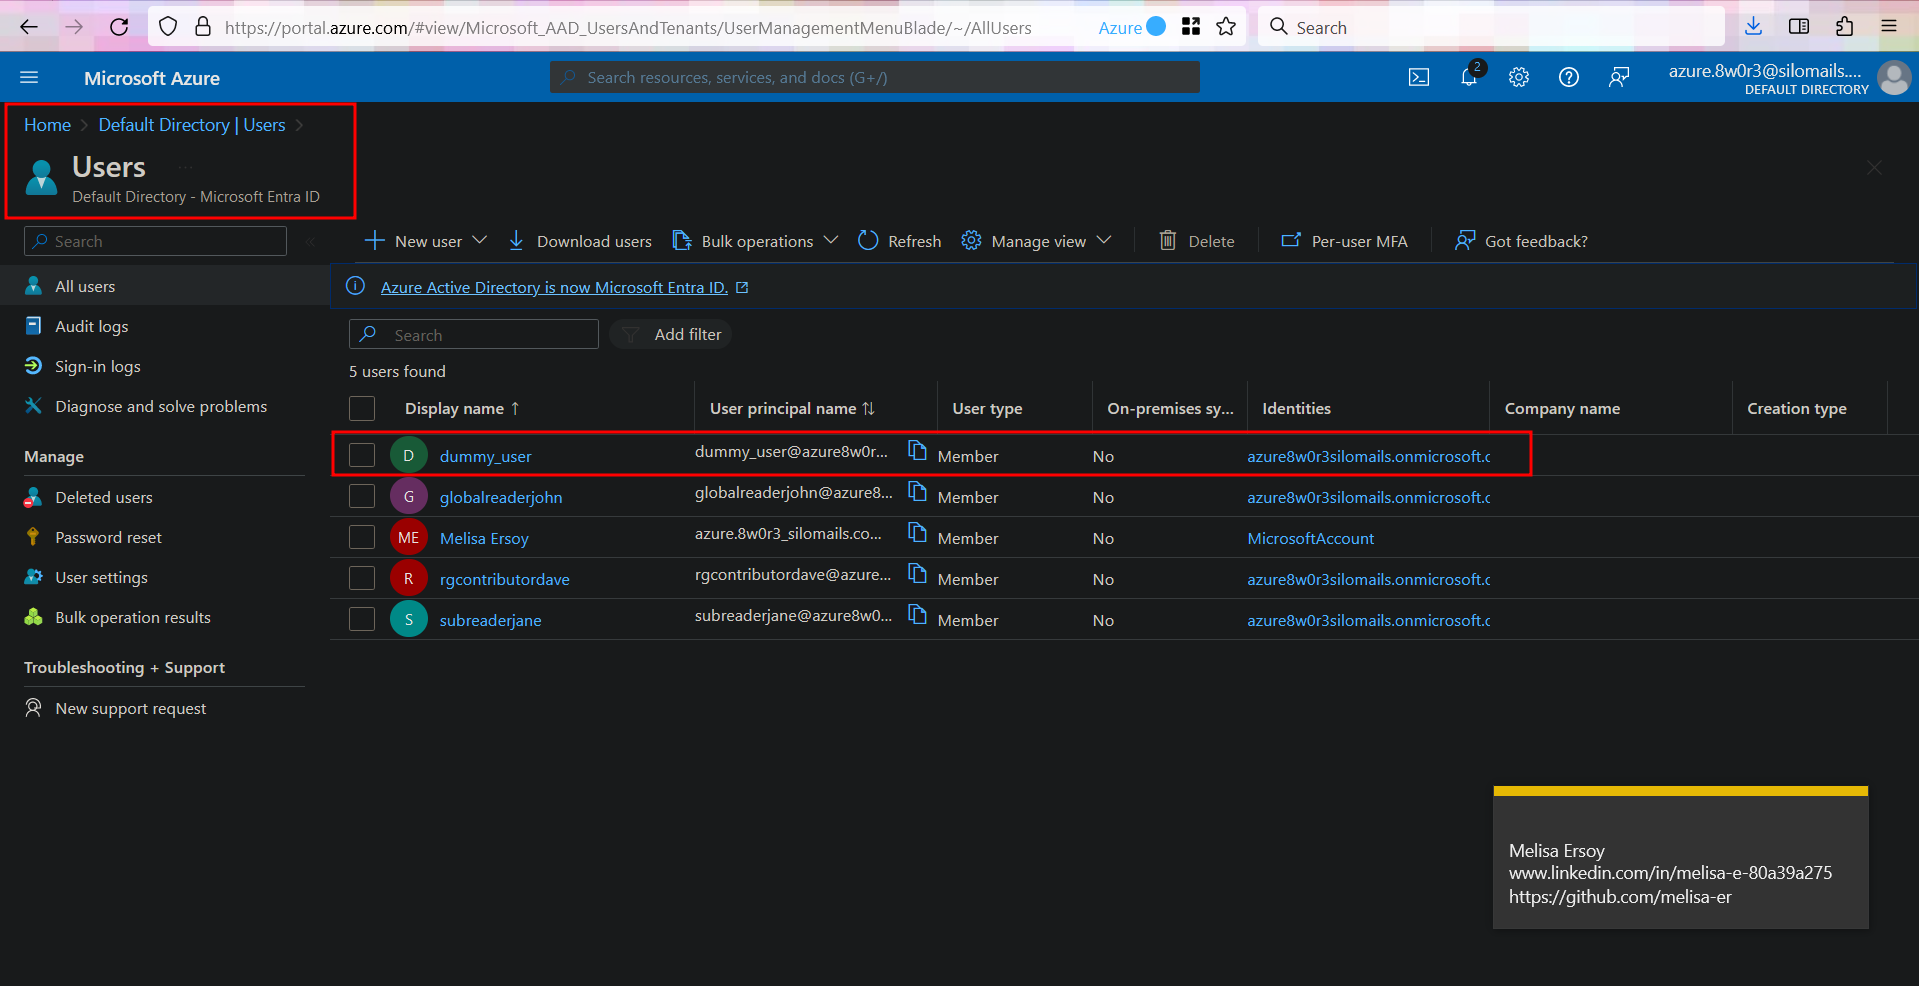 https://portal.azure.com/#view/Microsoft_AAD_UsersAndTenants/UserManagementMenuBlade/~/AllUsers
Azure
Search
Microsoft Azure
Search resources, services, and docs (G+/)
2
azure.8w0r3@silomails....
DEFAULT DIRECTORY
Home > Default Directory | Users >
Users ...
Default Directory - Microsoft Entra ID
Search
«
New user
Download users
Bulk operations
Refresh
Manage view
Delete
Per-user MFA
Got feedback?
All users
Audit logs
Sign-in logs
Diagnose and solve problems
Manage
Deleted users
Password reset
User settings
Bulk operation results
Troubleshooting + Support
New support request
Azure Active Directory is now Microsoft Entra ID.
Search
Add filter
5 users found
Display name ↑ User principal name ↑↓ User type On-premises sy... Identities Company name Creation type
D dummy_user dummy_user@azure8w0r... Member No azure8w0r3silomails.onmicrosoft.c
G globalreaderjohn globalreaderjohn@azure8... Member No azure8w0r3silomails.onmicrosoft.c
ME Melisa Ersoy azure.8w0r3_silomails.co... Member No MicrosoftAccount
R rgcontributordave rgcontributordave@azure... Member No azure8w0r3silomails.onmicrosoft.c
S subreaderjane subreaderjane@azure8w0... Member No azure8w0r3silomails.onmicrosoft.c
Melisa Ersoy
www.linkedin.com/in/melisa-e-80a39a275
https://github.com/melisa-er